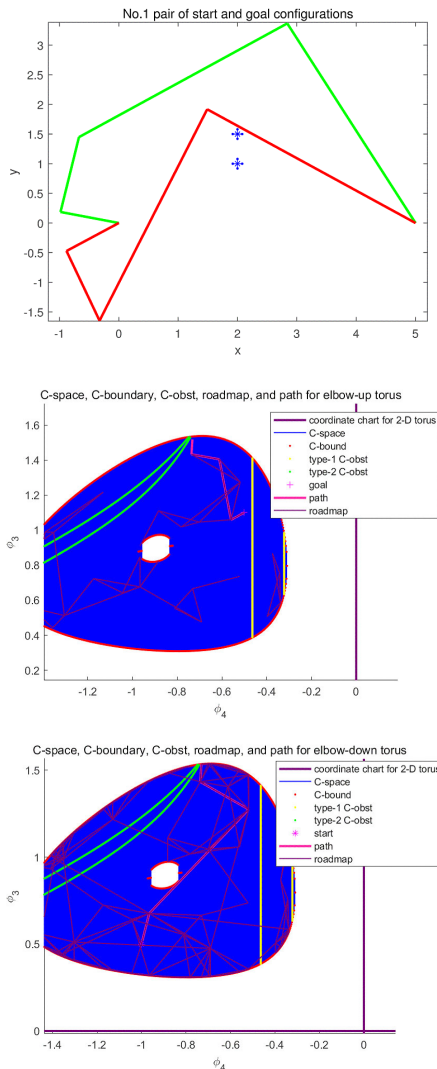 No.1 pair of start and goal configurations
3
2.5
2
1.5
1
0.5
0
-0.5
-1
-1.5
y
-1 0 1 2 3 4 5
x
C-space, C-boundary, C-obst, roadmap, and path for elbow-up torus
coordinate chart for 2-D torus
C-space
C-bound
type-1 C-obst
type-2 C-obst
goal
path
roadmap
1.6
1.4
1.2
1
0.8
0.6
0.4
0.2
ϕ3
-1.2 -1 -0.8 -0.6 -0.4 -0.2 0
ϕ4
C-space, C-boundary, C-obst, roadmap, and path for elbow-down torus
coordinate chart for 2-D torus
C-space
C-bound
type-1 C-obst
type-2 C-obst
start
path
roadmap
1.5
1
0.5
0
ϕ3
-1.4 -1.2 -1 -0.8 -0.6 -0.4 -0.2 0
ϕ4